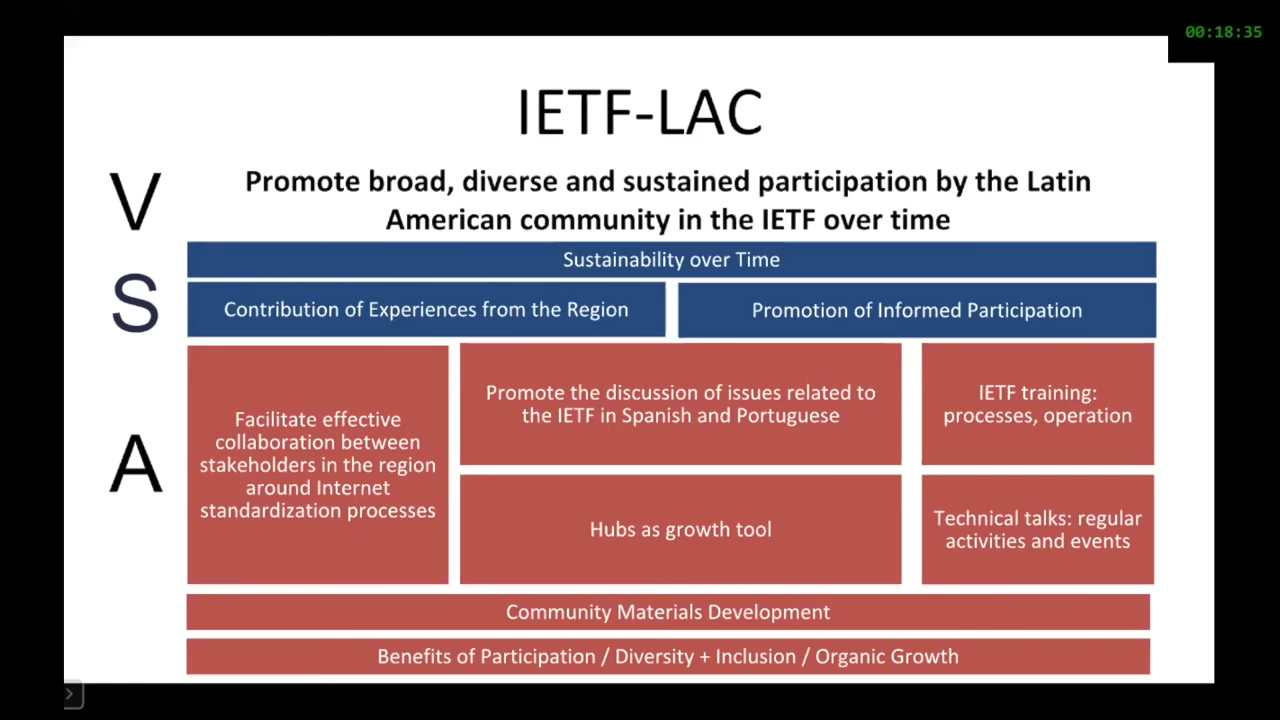 00:18:35
IETF-LAC
V
Promote broad, diverse and sustained participation by the Latin
American community in the IETF over time
S
Sustainability over Time
Contribution of Experiences from the Region
Promotion of Informed Participation
A
Facilitate effective
collaboration between
stakeholders in the region
around Internet
standardization processes
Promote the discussion of issues related to
the IETF in Spanish and Portuguese
IETF training:
processes, operation
Hubs as growth tool
Technical talks: regular
activities and events
Community Materials Development
Benefits of Participation / Diversity + Inclusion / Organic Growth